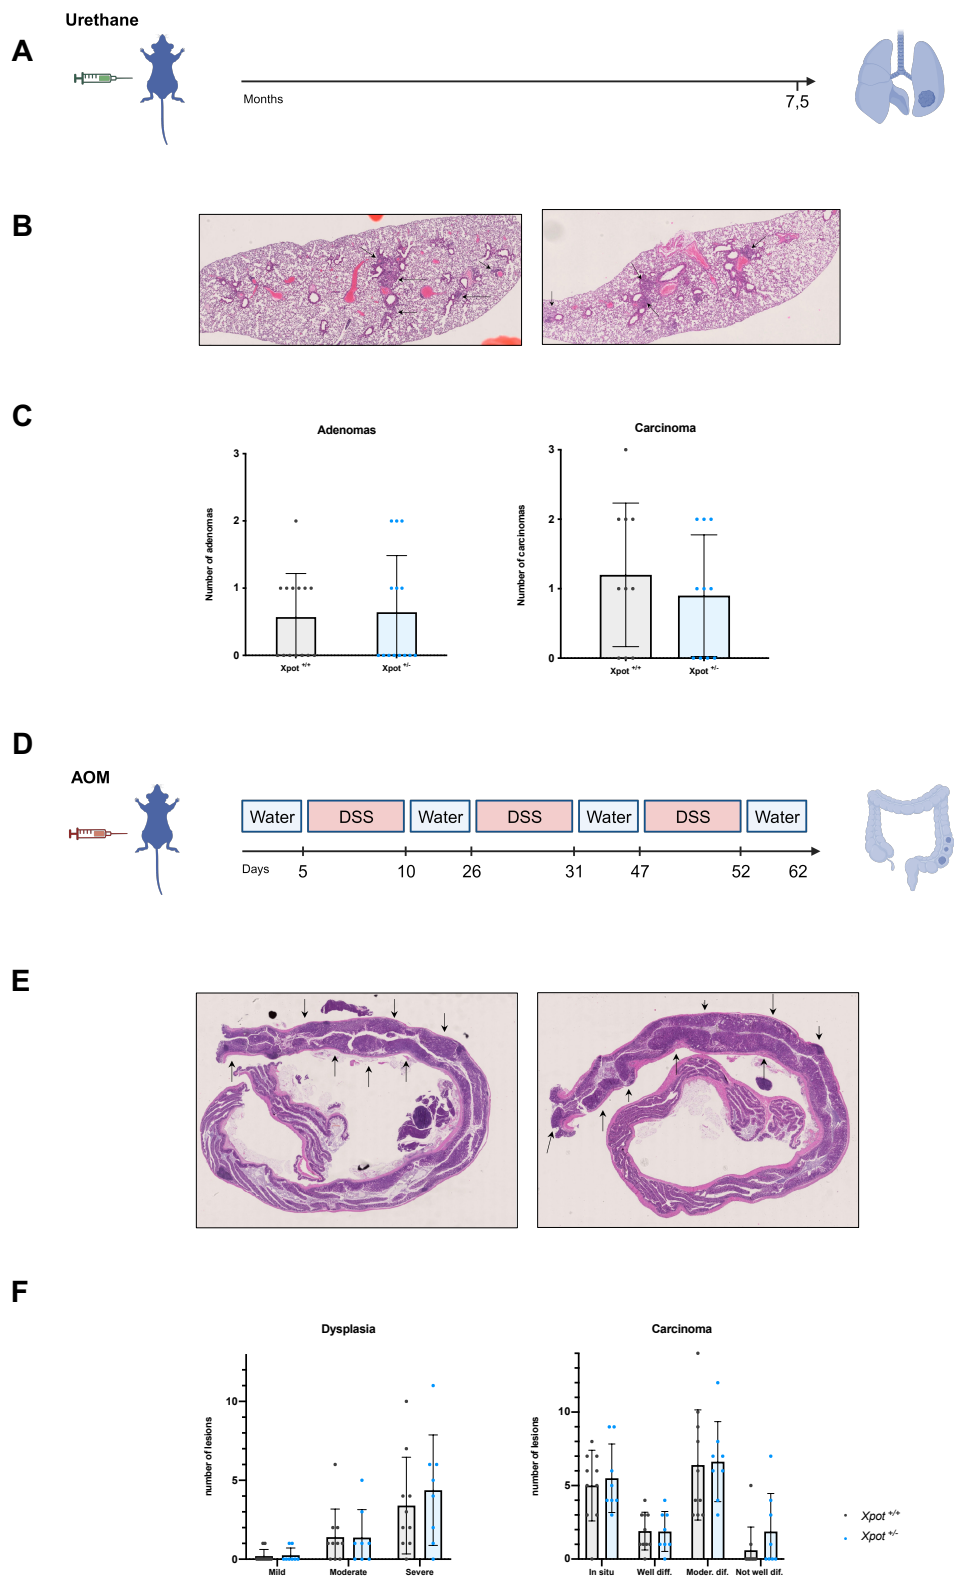 Urethane
A
Months
7,5
B
C
Adenomas
Number of adenomas
3
2
1
0
Xpot +/+
Xpot +/-
Carcinoma
Number of carcinomas
3
2
1
0
Xpot +/+
Xpot +/-
D
AOM
Water DSS Water DSS Water DSS Water
Days 5 10 26 31 47 52 62
E
F
Dysplasia
number of lesions
10
5
0
Mild Moderate Severe
Carcinoma
number of lesions
10
5
0
In situ Well diff. Moder. dif. Not well dif.
Xpot +/+
Xpot +/-